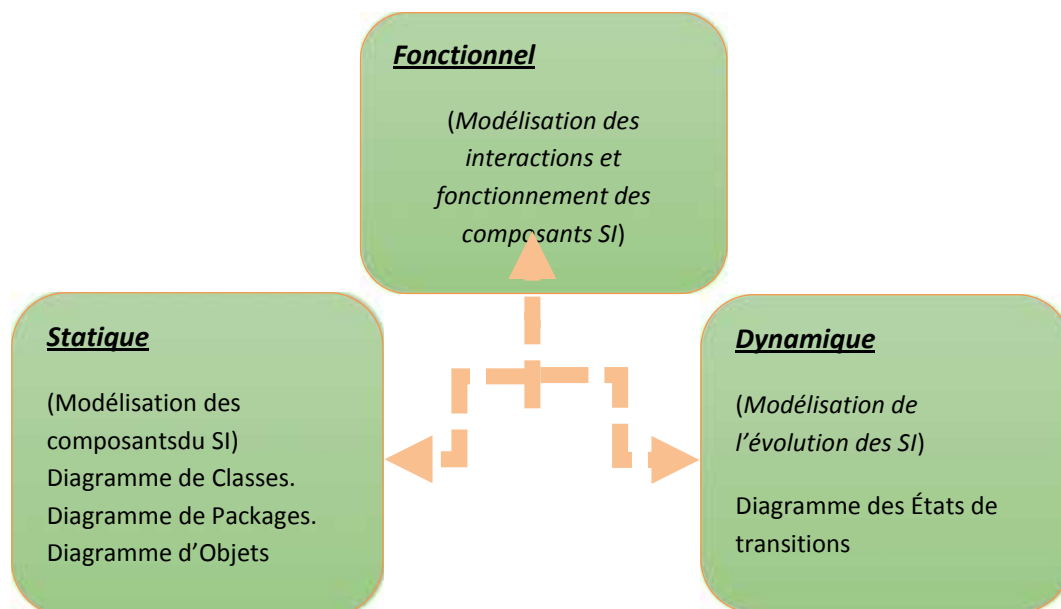 Fonctionnel
(Modélisation des
interactions et
fonctionnement des
composants SI)
Statique
(Modélisation des
composantsdu SI)
Diagramme de Classes.
Diagramme de Packages.
Diagramme d’Objets
Dynamique
(Modélisation de
l’évolution des SI)
Diagramme des États de
transitions